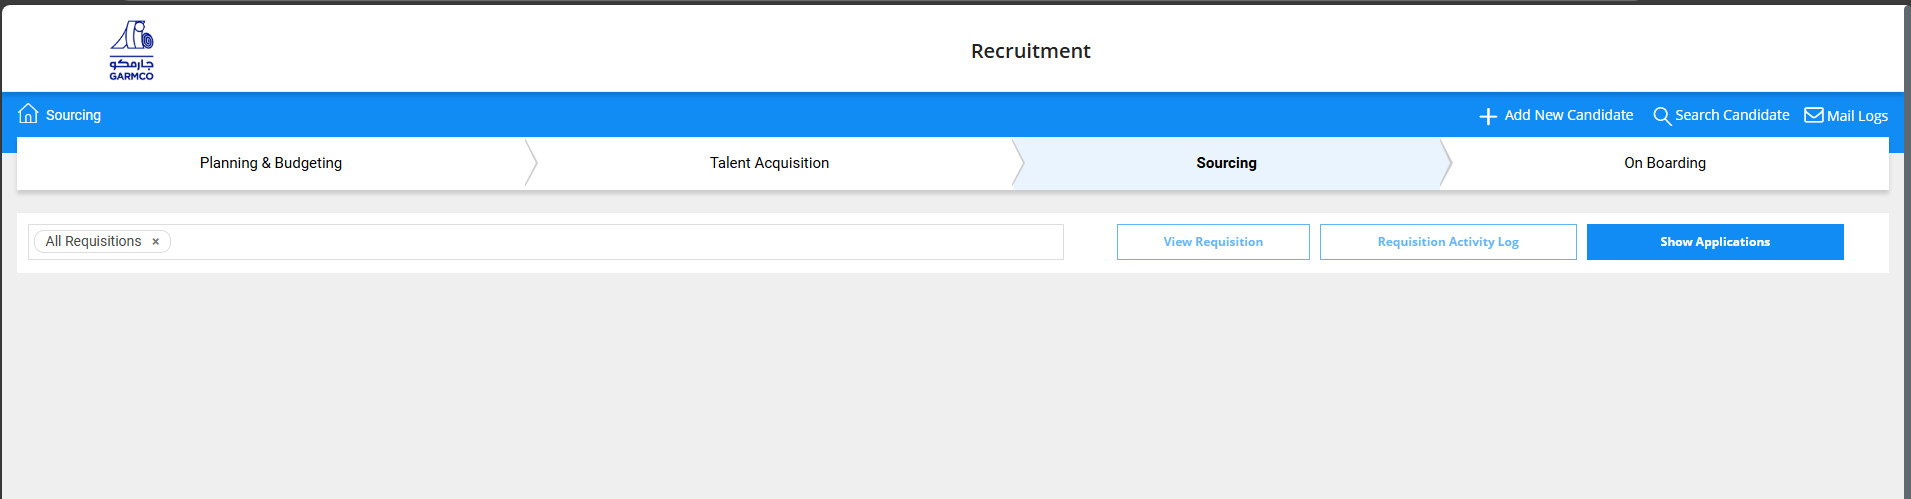 جارمكو
GARMCO
Recruitment
Sourcing
Add New Candidate
Search Candidate
Mail Logs
Planning & Budgeting
Talent Acquisition
Sourcing
On Boarding
All Requisitions ×
View Requisition
Requisition Activity Log
Show Applications